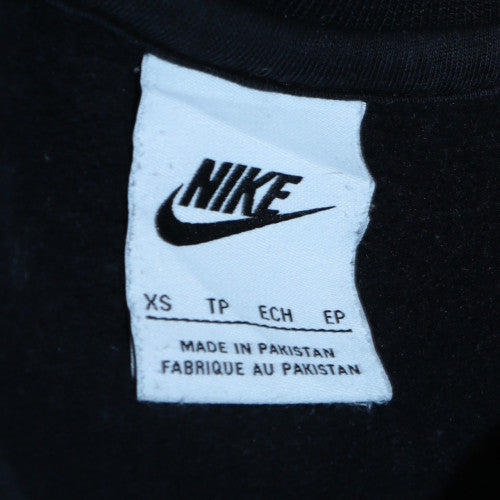 NIKE
XS TP ECH EP
MADE IN PAKISTAN
FABRIQUE AU PAKISTAN